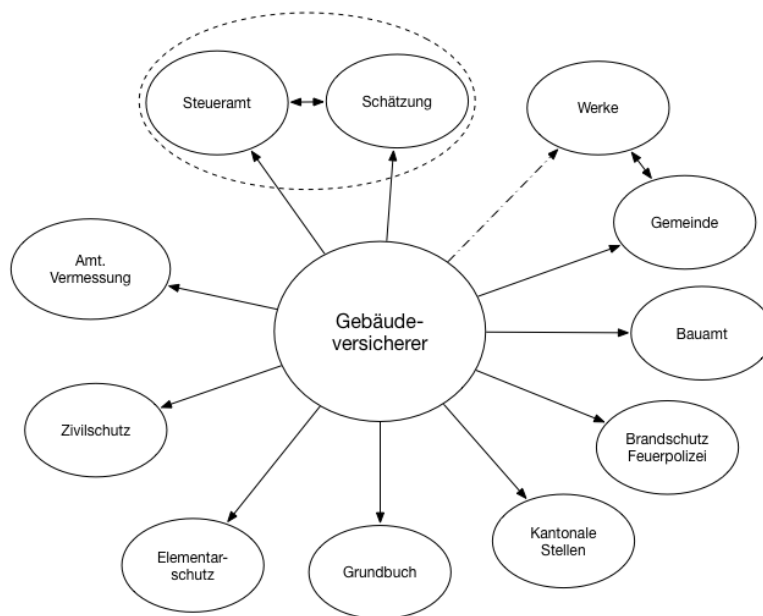 Steueramt
Schätzung
Werke
Gemeinde
Amt.
Vermessung
Gebäude-
versicherer
Bauamt
Zivilschutz
Brandschutz
Feuerpolizei
Kantonale
Stellen
Elementar-
schutz
Grundbuch